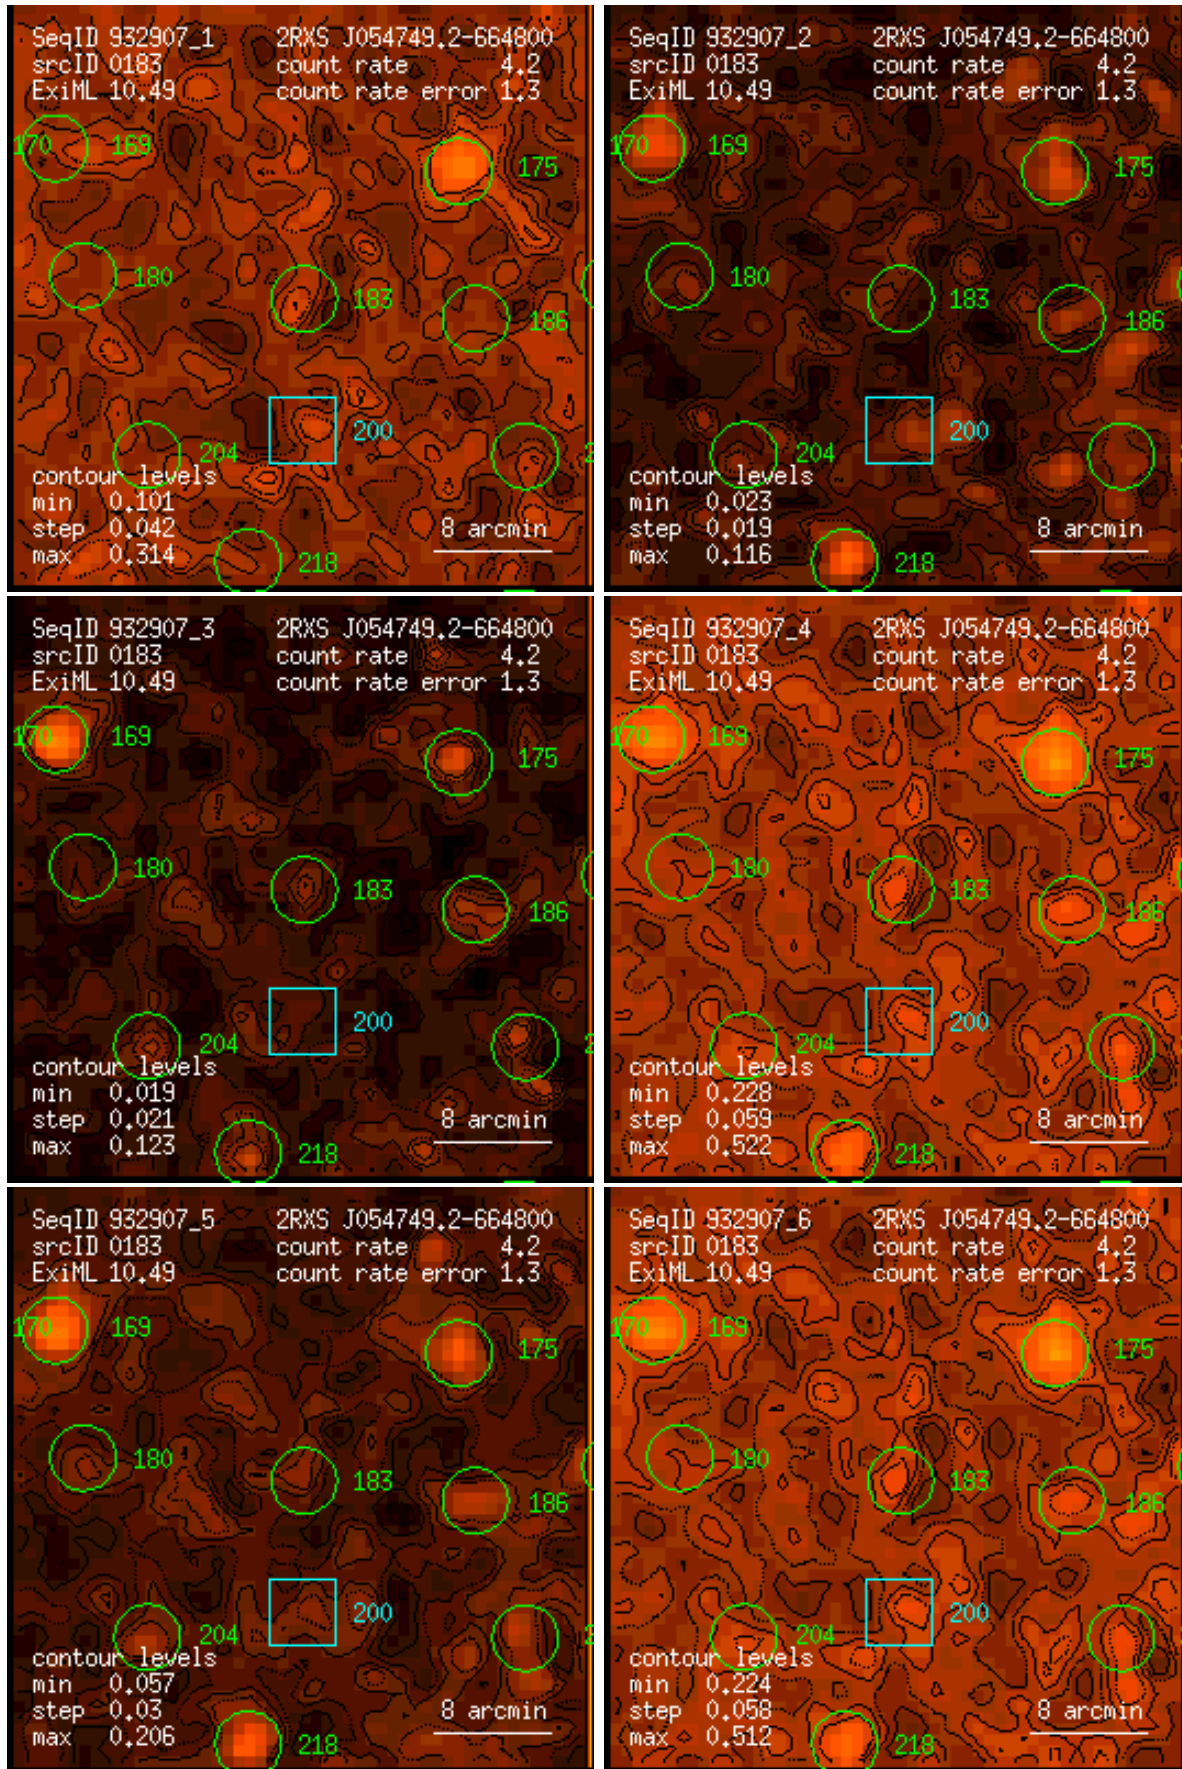 SeqID 932907_1 2RXS J054749.2-664800
srcID 0183 count rate 4.2
ExiML 10.49 count rate error 1.3
170 169 175
180 183 186
200
204
contour levels
min 0.101
step 0.042 8 arcmin
max 0.314 218
SeqID 932907_2 2RXS J054749.2-664800
srcID 0183 count rate 4.2
ExiML 10.49 count rate error 1.3
170 169 175
180 183 186
200
204
contour levels
min 0.023
step 0.019 8 arcmin
max 0.116 218
SeqID 932907_3 2RXS J054749.2-664800
srcID 0183 count rate 4.2
ExiML 10.49 count rate error 1.3
170 169 175
180 183 186
200
204
contour levels
min 0.019
step 0.021 8 arcmin
max 0.123 218
SeqID 932907_4 2RXS J054749.2-664800
srcID 0183 count rate 4.2
ExiML 10.49 count rate error 1.3
170 169 175
180 183 186
200
204
contour levels
min 0.228
step 0.059 8 arcmin
max 0.522 218
SeqID 932907_5 2RXS J054749.2-664800
srcID 0183 count rate 4.2
ExiML 10.49 count rate error 1.3
170 169 175
180 183 186
200
204
contour levels
min 0.057
step 0.03 8 arcmin
max 0.206 218
SeqID 932907_6 2RXS J054749.2-664800
srcID 0183 count rate 4.2
ExiML 10.49 count rate error 1.3
170 169 175
180 183 186
200
204
contour levels
min 0.224
step 0.058 8 arcmin
max 0.512 218